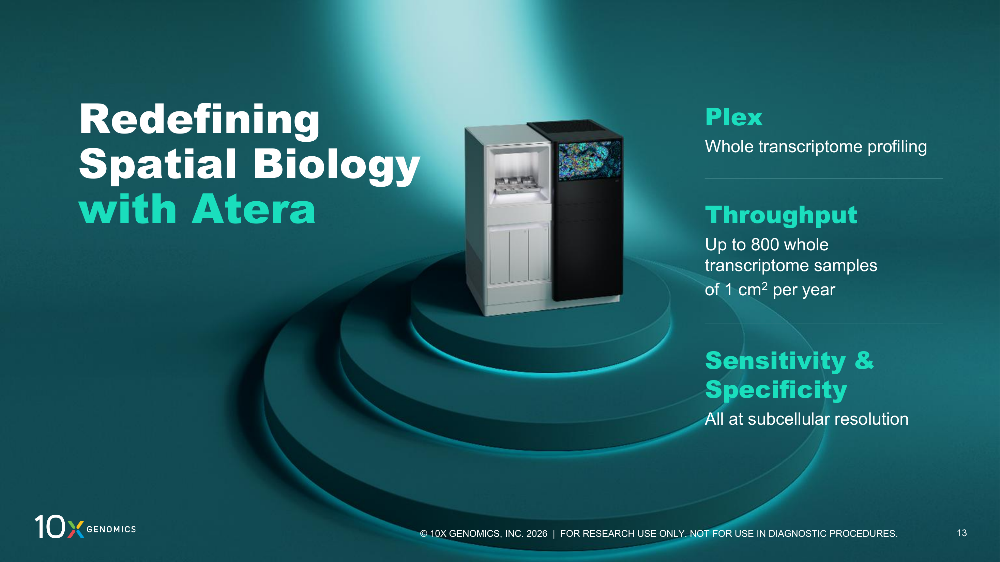 Redefining
Spatial Biology
with Atera
Plex
Whole transcriptome profiling
Throughput
Up to 800 whole
transcriptome samples
of 1 cm² per year
Sensitivity &
Specificity
All at subcellular resolution
10X GENOMICS
© 10X GENOMICS, INC. 2026 | FOR RESEARCH USE ONLY. NOT FOR USE IN DIAGNOSTIC PROCEDURES.
13